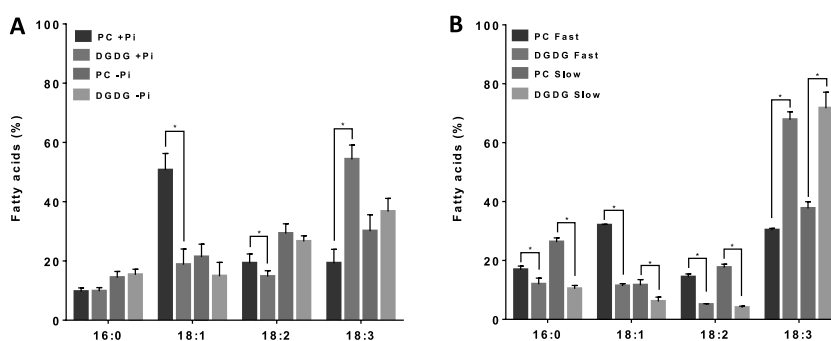 A
Fatty acids (%)
100
80
60
40
20
0
PC +Pi
DGDG +Pi
PC -Pi
DGDG -Pi
*
*
*
16:0
18:1
18:2
18:3
B
Fatty acids (%)
100
80
60
40
20
0
PC Fast
DGDG Fast
PC Slow
DGDG Slow
*
*
*
*
*
*
*
*
16:0
18:1
18:2
18:3